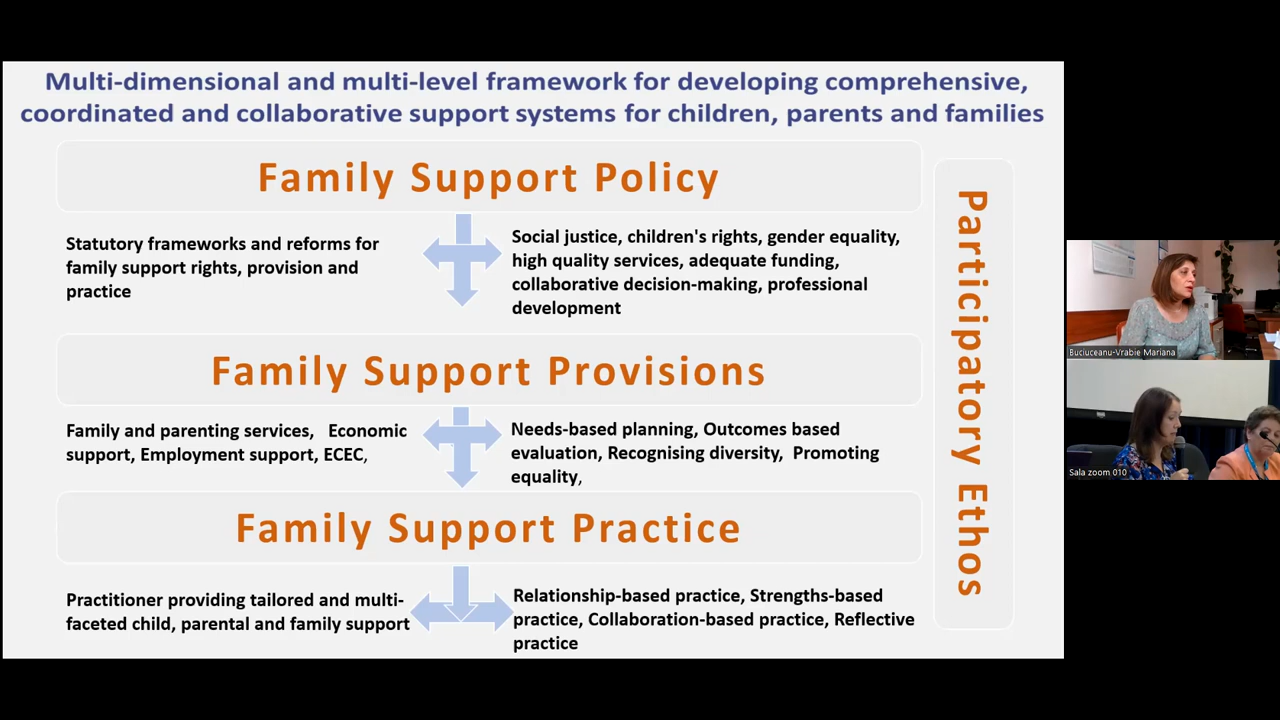 Multi-dimensional and multi-level framework for developing comprehensive,
coordinated and collaborative support systems for children, parents and families
Family Support Policy
Statutory frameworks and reforms for
family support rights, provision and
practice
Social justice, children's rights, gender equality,
high quality services, adequate funding,
collaborative decision-making, professional
development
Family Support Provisions
Family and parenting services, Economic
support, Employment support, ECEC,
Needs-based planning, Outcomes based
evaluation, Recognising diversity, Promoting
equality,
Family Support Practice
Practitioner providing tailored and multi-
faceted child, parental and family support
Relationship-based practice, Strengths-based
practice, Collaboration-based practice, Reflective
practice
Participatory Ethos
Buciuceanu-Vrabie Mariana
Sala zoom 010